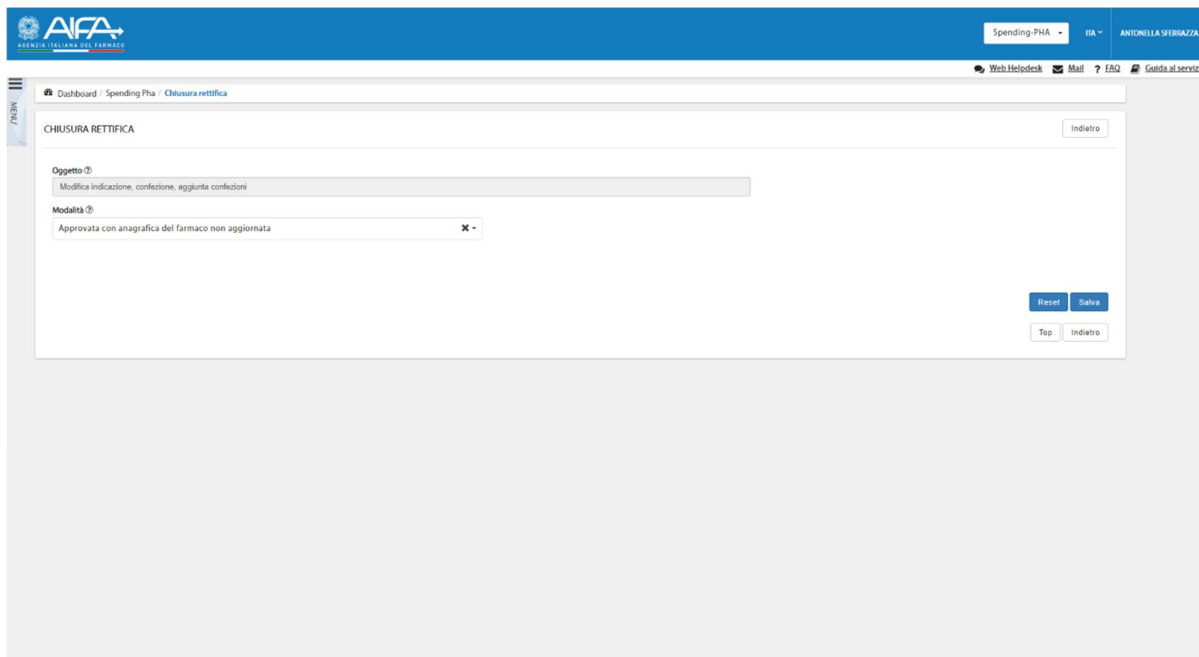 AIFA
AGENZIA ITALIANA DEL FARMACO
Spending-PHA
ITA
ANTONELLA SFERRAZZA
Web Helpdesk Mail ? FAQ Guida al serviz
MENU'
Dashboard / Spending Pha / Chiusura rettifica
CHIUSURA RETTIFICA
Indietro
Oggetto ?
Modifica indicazione, confezione, aggiunta confezioni
Modalità ?
Approvata con anagrafica del farmaco non aggiornata
Reset Salva
Top Indietro